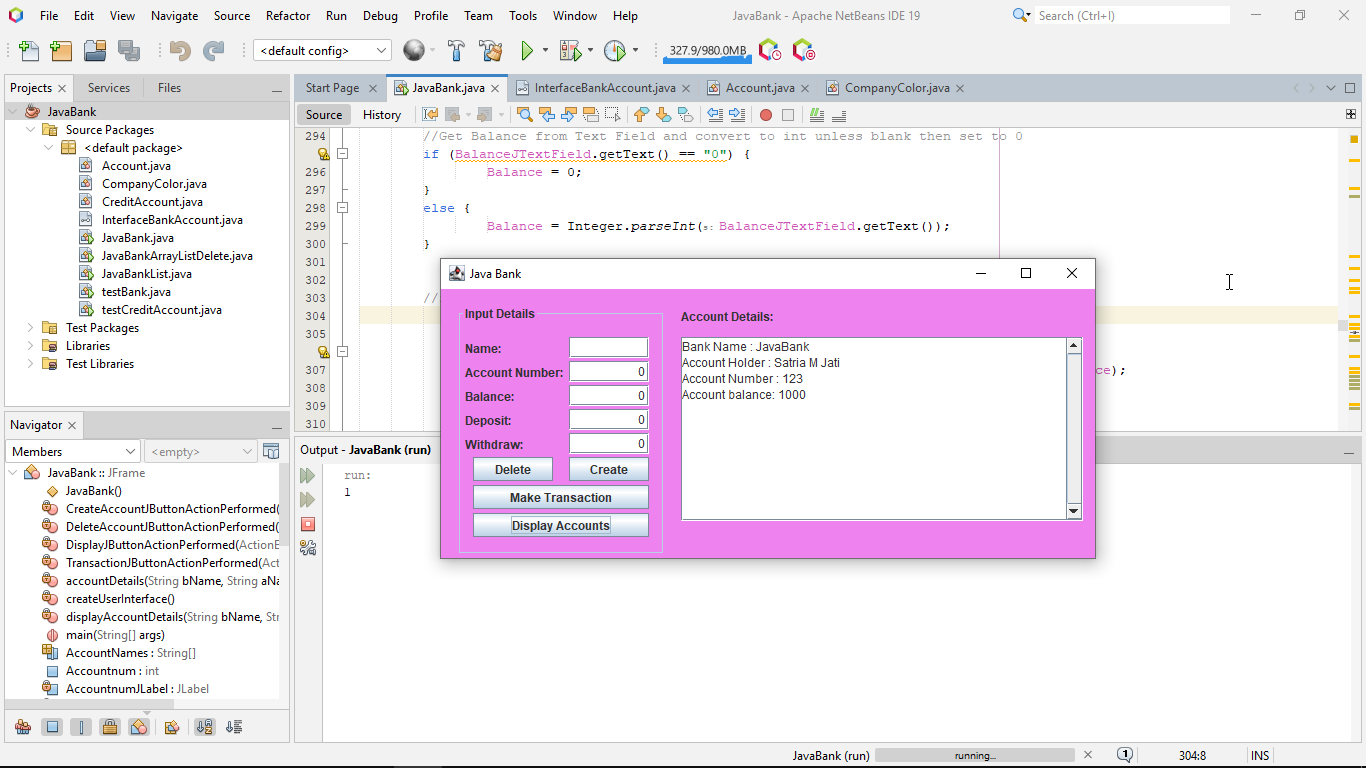 File Edit View Navigate Source Refactor Run Debug Profile Team Tools Window Help
JavaBank - Apache NetBeans IDE 19
Search (Ctrl+I)
<default config>
327.9/980.0MB
Projects Services Files
Start Page JavaBank.java InterfaceBankAccount.java Account.java CompanyColor.java
Source History
JavaBank
Source Packages
<default package>
Account.java
CompanyColor.java
CreditAccount.java
InterfaceBankAccount.java
JavaBank.java
JavaBankArrayListDelete.java
JavaBankList.java
testBank.java
testCreditAccount.java
Test Packages
Libraries
Test Libraries
294 //Get Balance from Text Field and convert to int unless blank then set to 0
if (BalanceJTextField.getText() == "0") {
296 Balance = 0;
297 }
298 else {
299 Balance = Integer.parseInt(s: BalanceJTextField.getText());
300 }
301
302
303 //
304
305
307 ce);
308
309
310
Java Bank
Input Details
Name:
Account Number: 0
Balance: 0
Deposit: 0
Withdraw: 0
Delete Create
Make Transaction
Display Accounts
Account Details:
Bank Name : JavaBank
Account Holder : Satria M Jati
Account Number : 123
Account balance: 1000
Navigator
Members <empty>
JavaBank :: JFrame
JavaBank()
CreateAccountJButtonActionPerformed(
DeleteAccountJButtonActionPerformed(
DisplayJButtonActionPerformed(ActionE
TransactionJButtonActionPerformed(Act
accountDetails(String bName, String aNa
createUserInterface()
displayAccountDetails(String bName, Str
main(String[] args)
AccountNames : String[]
Accountnum : int
AccountnumJLabel : JLabel
Output - JavaBank (run)
run:
1
JavaBank (run) running... 1 304:8 INS